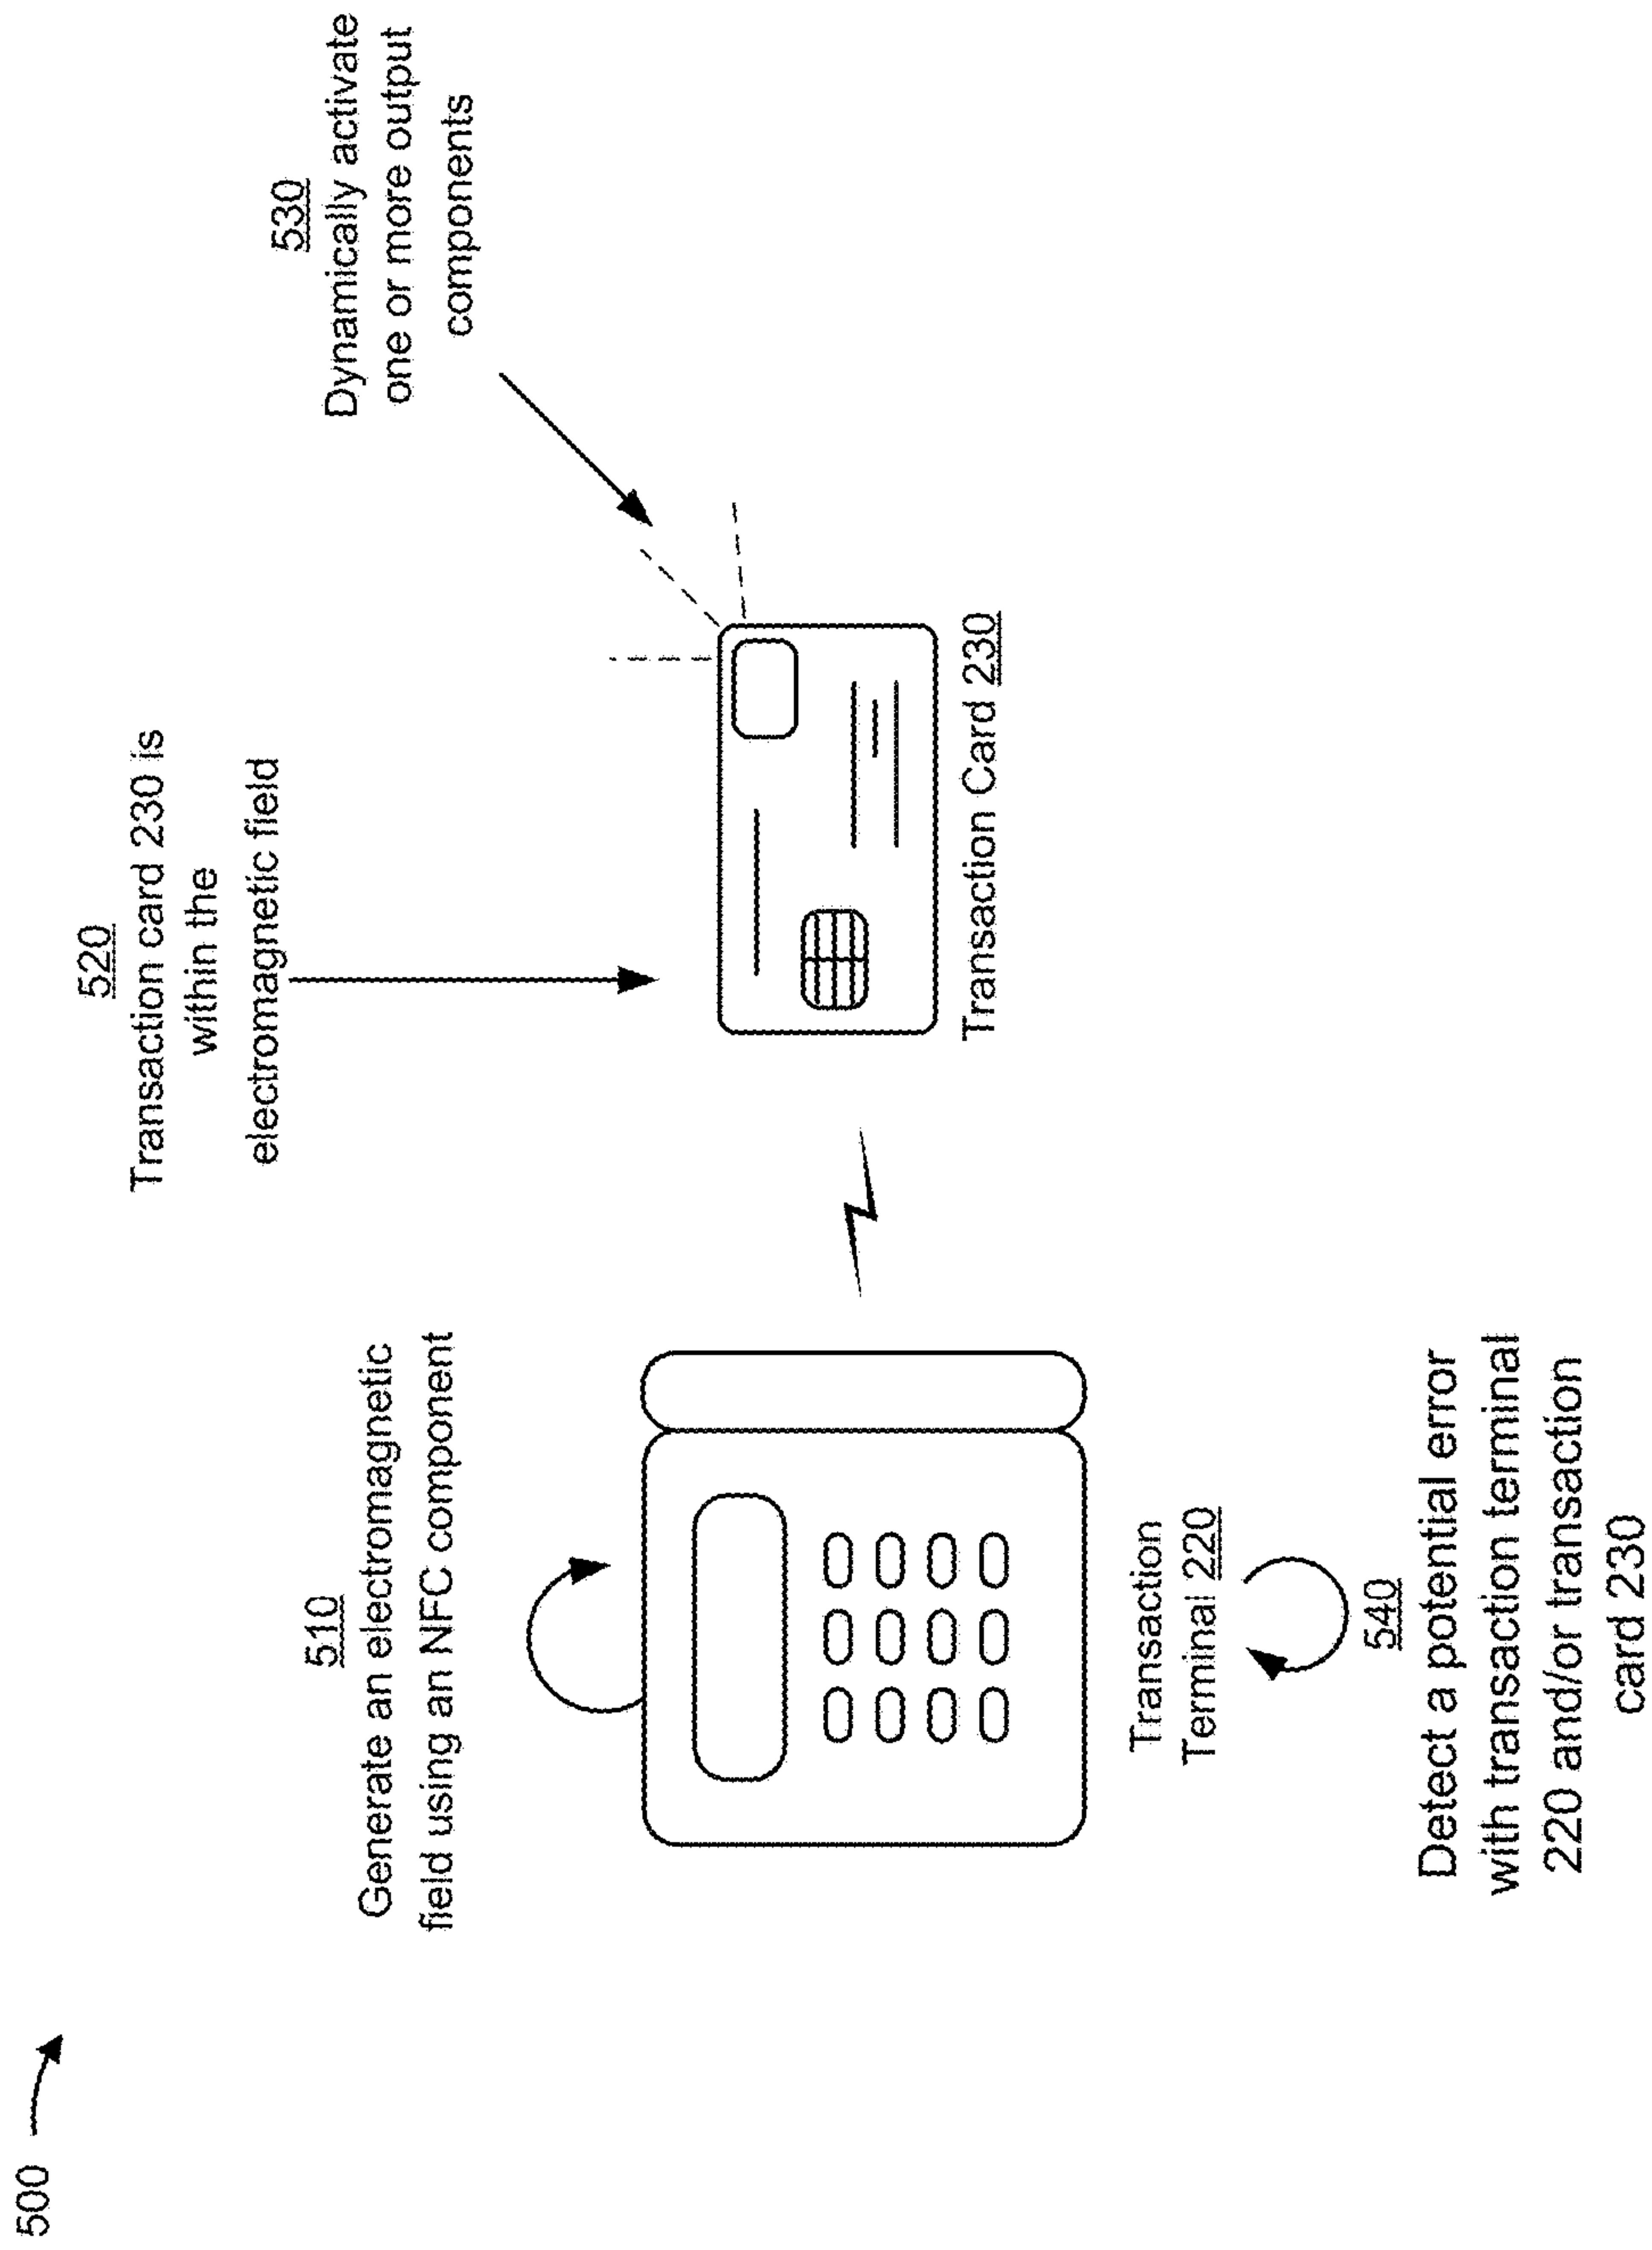 500
510
Generate an electromagnetic
field using an NFC component
520
Transaction card 230 is
within the
electromagnetic field
530
Dynamically activate
one or more output
components
Transaction
Terminal 220
Transaction Card 230
540
Detect a potential error
with transaction terminal
220 and/or transaction
card 230